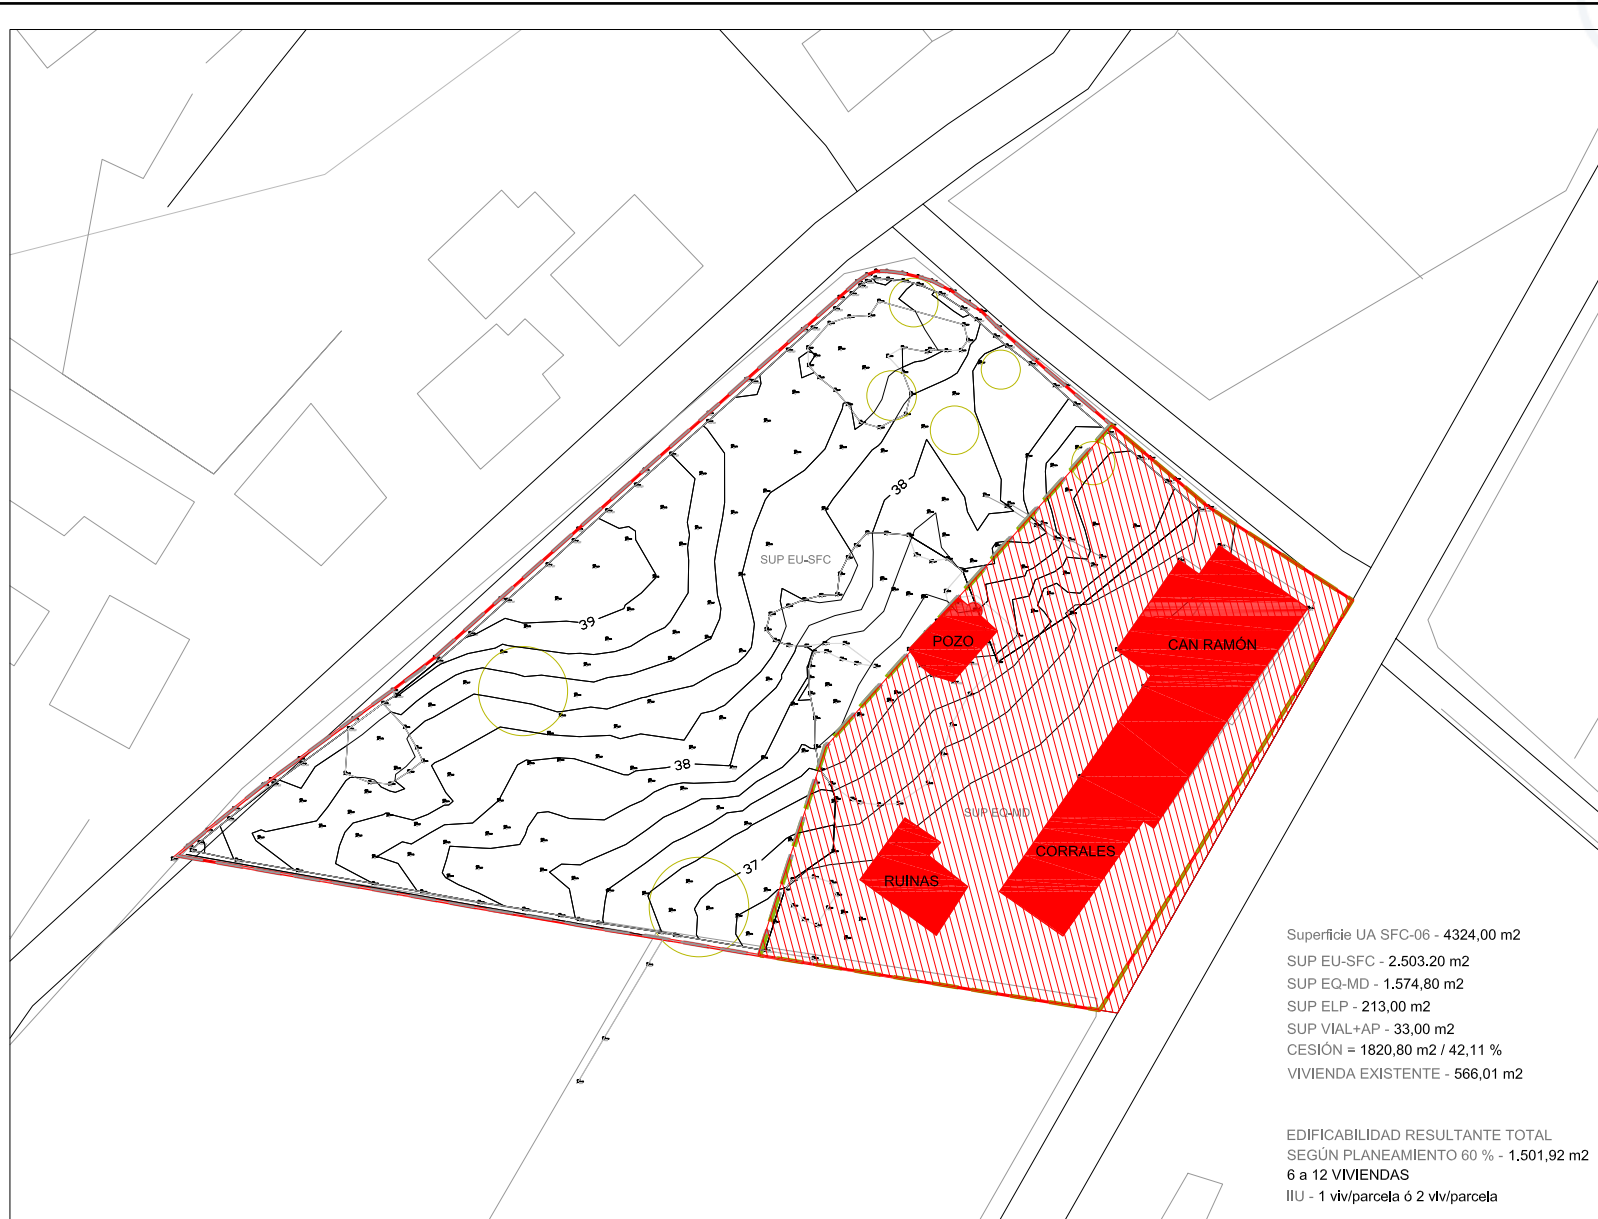 38
SUP EU-SFC
39
POZO
CAN RAMÓN
38
SUP EQ-MD
CORRALES
37
RUINAS
Superficie UA SFC-06 - 4324,00 m2
SUP EU-SFC - 2.503.20 m2
SUP EQ-MD - 1.574,80 m2
SUP ELP - 213,00 m2
SUP VIAL+AP - 33,00 m2
CESIÓN = 1820,80 m2 / 42,11 %
VIVIENDA EXISTENTE - 566,01 m2
EDIFICABILIDAD RESULTANTE TOTAL
SEGÚN PLANEAMIENTO 60 % - 1.501,92 m2
6 a 12 VIVIENDAS
IIU - 1 viv/parcela ó 2 viv/parcela